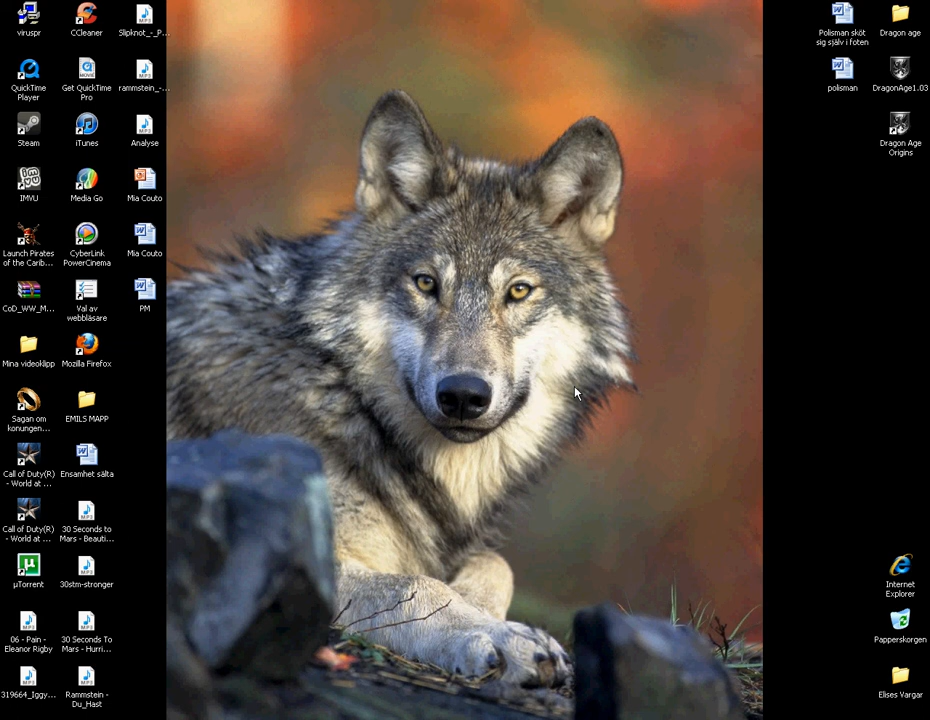 viruspr
CCleaner
Slipknot_-_P...
QuickTime
Player
Get QuickTime
Pro
rammstein_-...
Steam
iTunes
Analyse
IMVU
Media Go
Mia Couto
Launch Pirates
of the Carib...
CyberLink
PowerCinema
Mia Couto
CoD_WW_M...
Val av
webbläsare
PM
Mina videoklipp
Mozilla Firefox
Sagan om
konungen...
EMILS MAPP
Call of Duty(R)
- World at ...
Ensamhet sälta
Call of Duty(R)
- World at ...
30 Seconds to
Mars - Beauti...
µTorrent
30stm-stronger
06 - Pain -
Eleanor Rigby
30 Seconds To
Mars - Hurri...
319664_Iggy...
Rammstein -
Du_Hast
Polisman sköt
sig själv i foten
Dragon age
polisman
DragonAge1.03
Dragon Age
Origins
Internet
Explorer
Papperskorgen
Elises Vargar